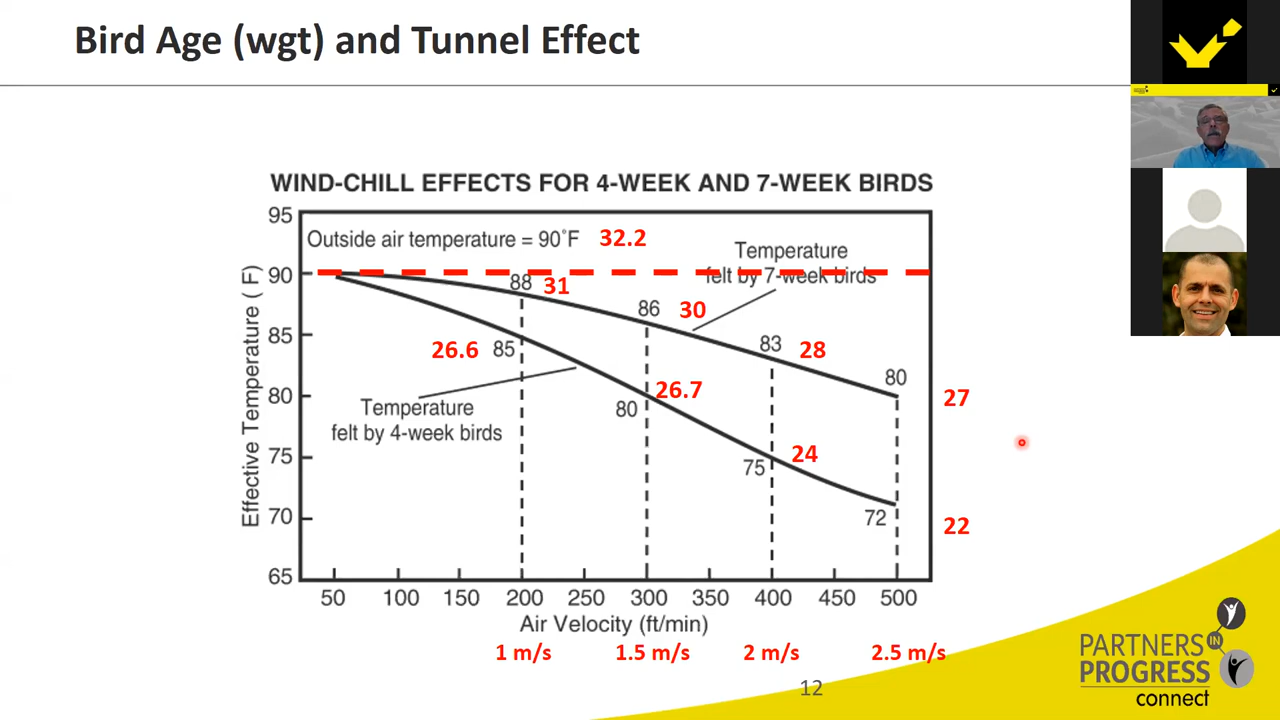 Bird Age (wgt) and Tunnel Effect
WIND-CHILL EFFECTS FOR 4-WEEK AND 7-WEEK BIRDS
95
Outside air temperature = 90°F 32.2
Temperature
felt by 7-week birds
90
88 31
86 30
85
26.6 85
83 28
80
27
80
26.7
80
Temperature
felt by 4-week birds
75
24
75
70
72
22
65
Effective Temperature ( F)
50 100 150 200 250 300 350 400 450 500
Air Velocity (ft/min)
1 m/s 1.5 m/s 2 m/s 2.5 m/s
12
PARTNERS IN
PROGRESS
connect